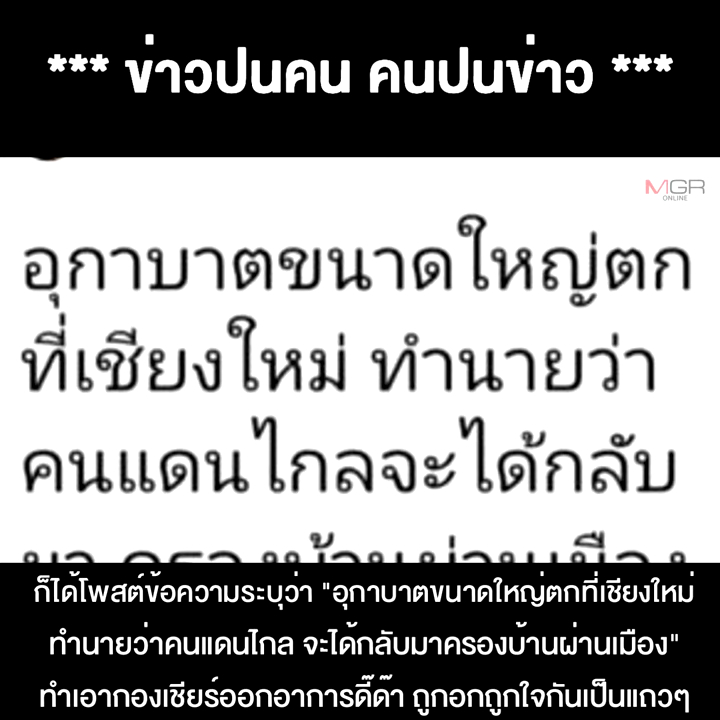 *** ข่าวปนคน คนปนข่าว ***
MGR
ONLINE
อุกาบาตขนาดใหญ่ตก
ที่เชียงใหม่ ทำนายว่า
คนแดนไกลจะได้กลับ
ก็ได้โพสต์ข้อความระบุว่า "อุกาบาตขนาดใหญ่ตกที่เชียงใหม่
ทำนายว่าคนแดนไกล จะได้กลับมาครองบ้านผ่านเมือง"
ทำเอากองเชียร์ออกอาการดี๊ด๊า ถูกอกถูกใจกันเป็นแถวๆ